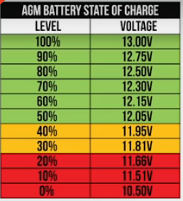 AGM BATTERY STATE OF CHARGE
LEVEL VOLTAGE
100% 13.00V
90% 12.75V
80% 12.50V
70% 12.30V
60% 12.15V
50% 12.05V
40% 11.95V
30% 11.81V
20% 11.66V
10% 11.51V
0% 10.50V